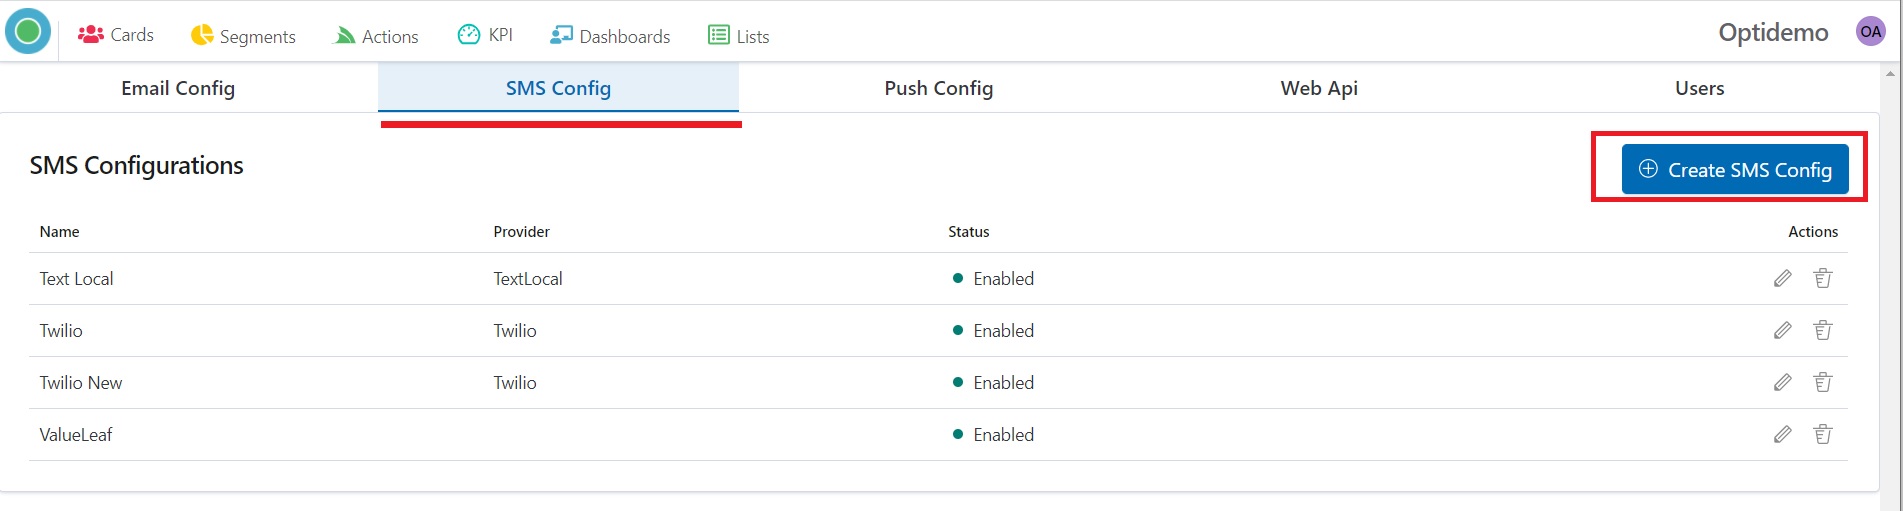 Cards Segments Actions KPI Dashboards Lists Optidemo OA
Email Config SMS Config Push Config Web Api Users
SMS Configurations Create SMS Config
Name Provider Status Actions
Text Local TextLocal Enabled
Twilio Twilio Enabled
Twilio New Twilio Enabled
ValueLeaf Enabled